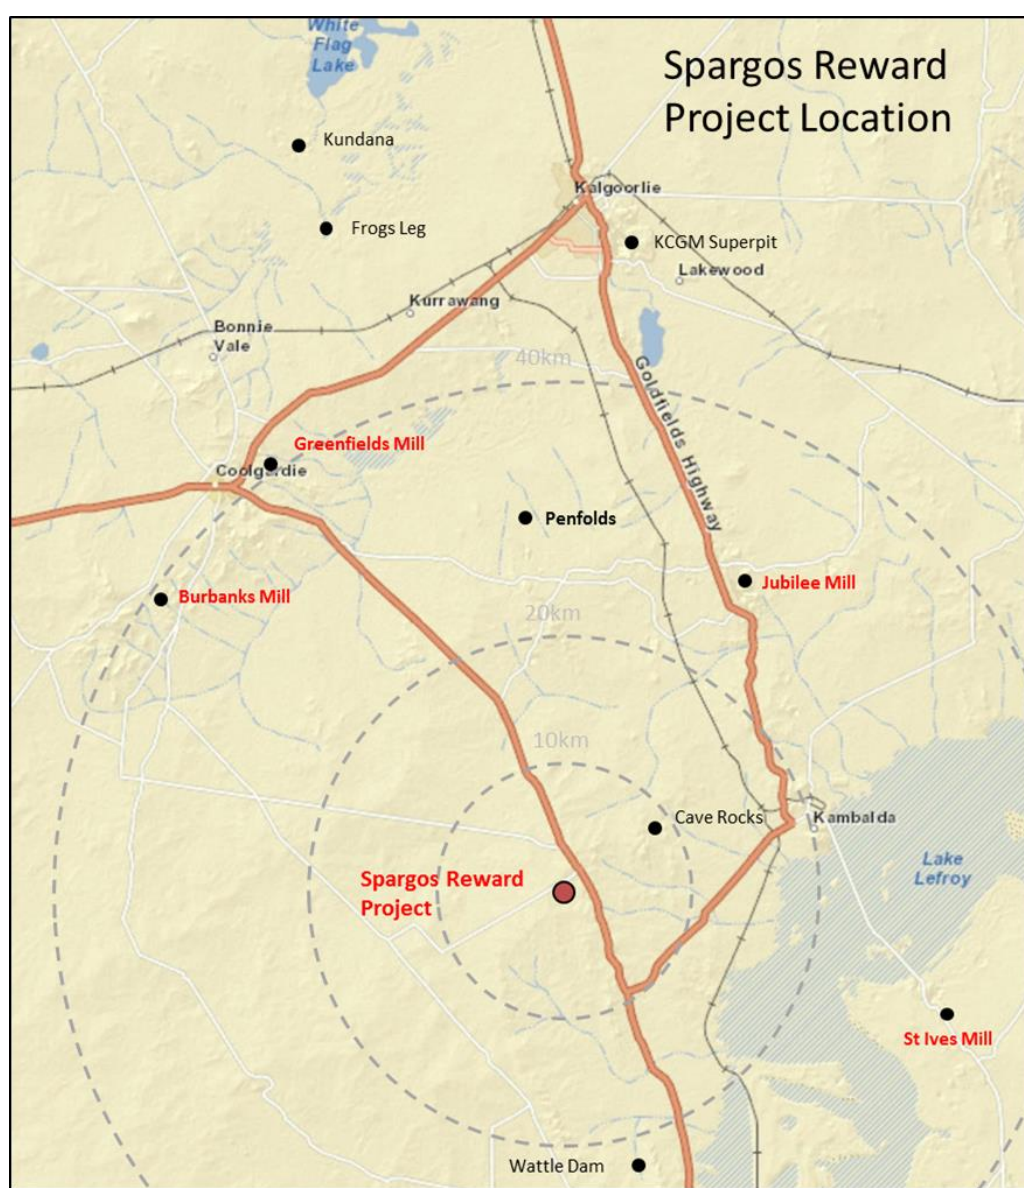 White
Flag
Lake
Spargos Reward
Project Location
Kundana
Kalgoorlie
Frogs Leg
KCGM Superpit
Lakewood
Kurrawang
Bonnie
Vale
40km
Goldfields Highway
Greenfields Mill
Coolgardie
Penfolds
Jubilee Mill
Burbanks Mill
20km
10km
Cave Rocks
Kambalda
Lake
Lefroy
Spargos Reward
Project
St Ives Mill
Wattle Dam